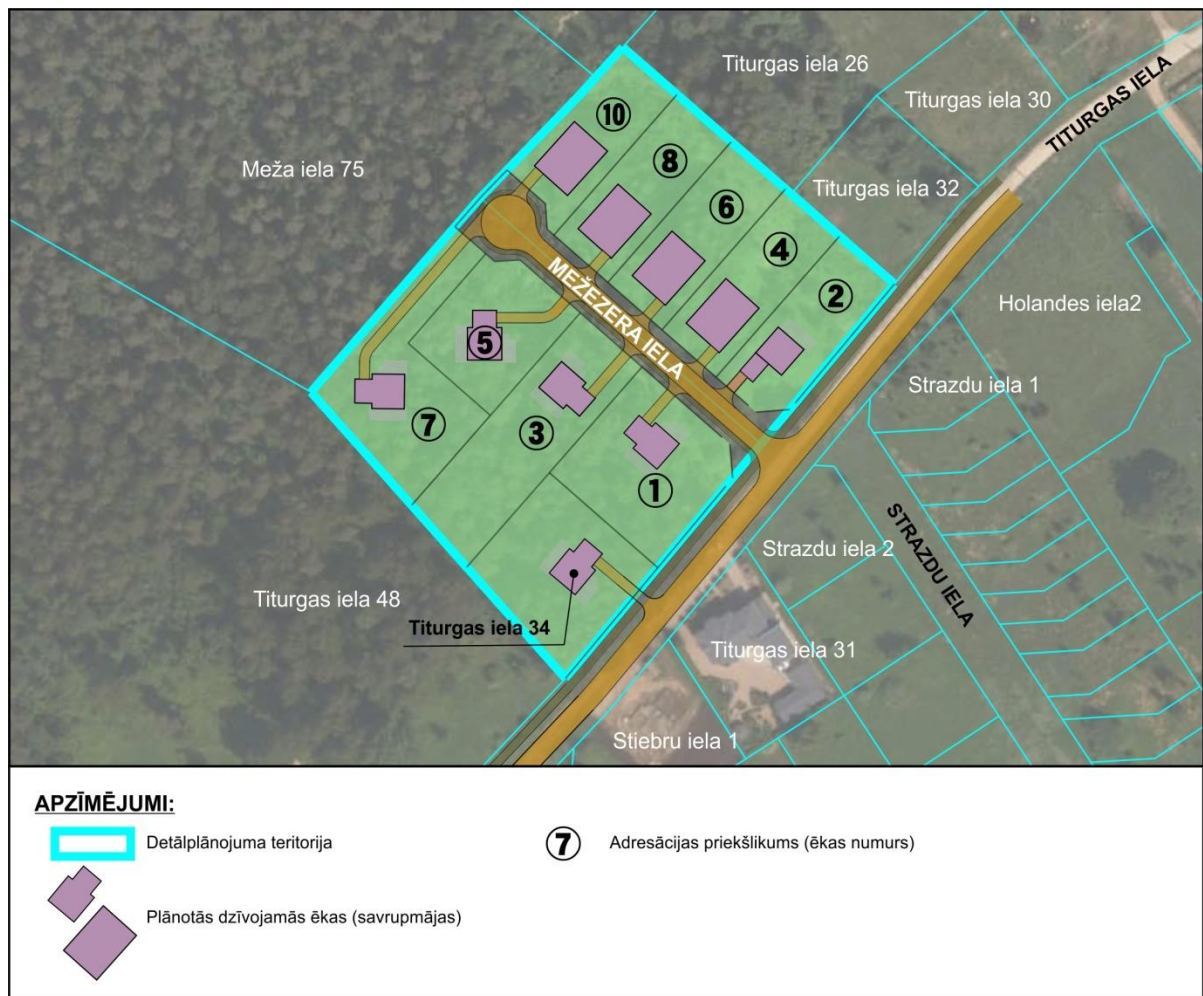 Titurgas iela 26
Titurgas iela 30
TITURGAS IELA
Meža iela 75
Titurgas iela 32
10
8
6
4
2
MEŽEZERA IELA
Holandes iela2
Strazdu iela 1
5
7
3
1
STRAZDU IELA
Strazdu iela 2
Titurgas iela 48
Titurgas iela 34
Titurgas iela 31
Stiebru iela 1
APZĪMĒJUMI:
Detālplānojuma teritorija
7 Adresācijas priekšlikums (ēkas numurs)
Plānotās dzīvojamās ēkas (savrupmājas)